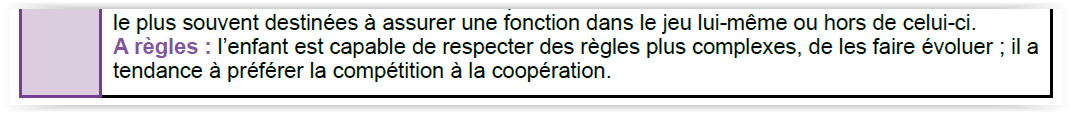 le plus souvent destinées à assurer une fonction dans le jeu lui-même ou hors de celui-ci.
A règles : l’enfant est capable de respecter des règles plus complexes, de les faire évoluer ; il a
tendance à préférer la compétition à la coopération.